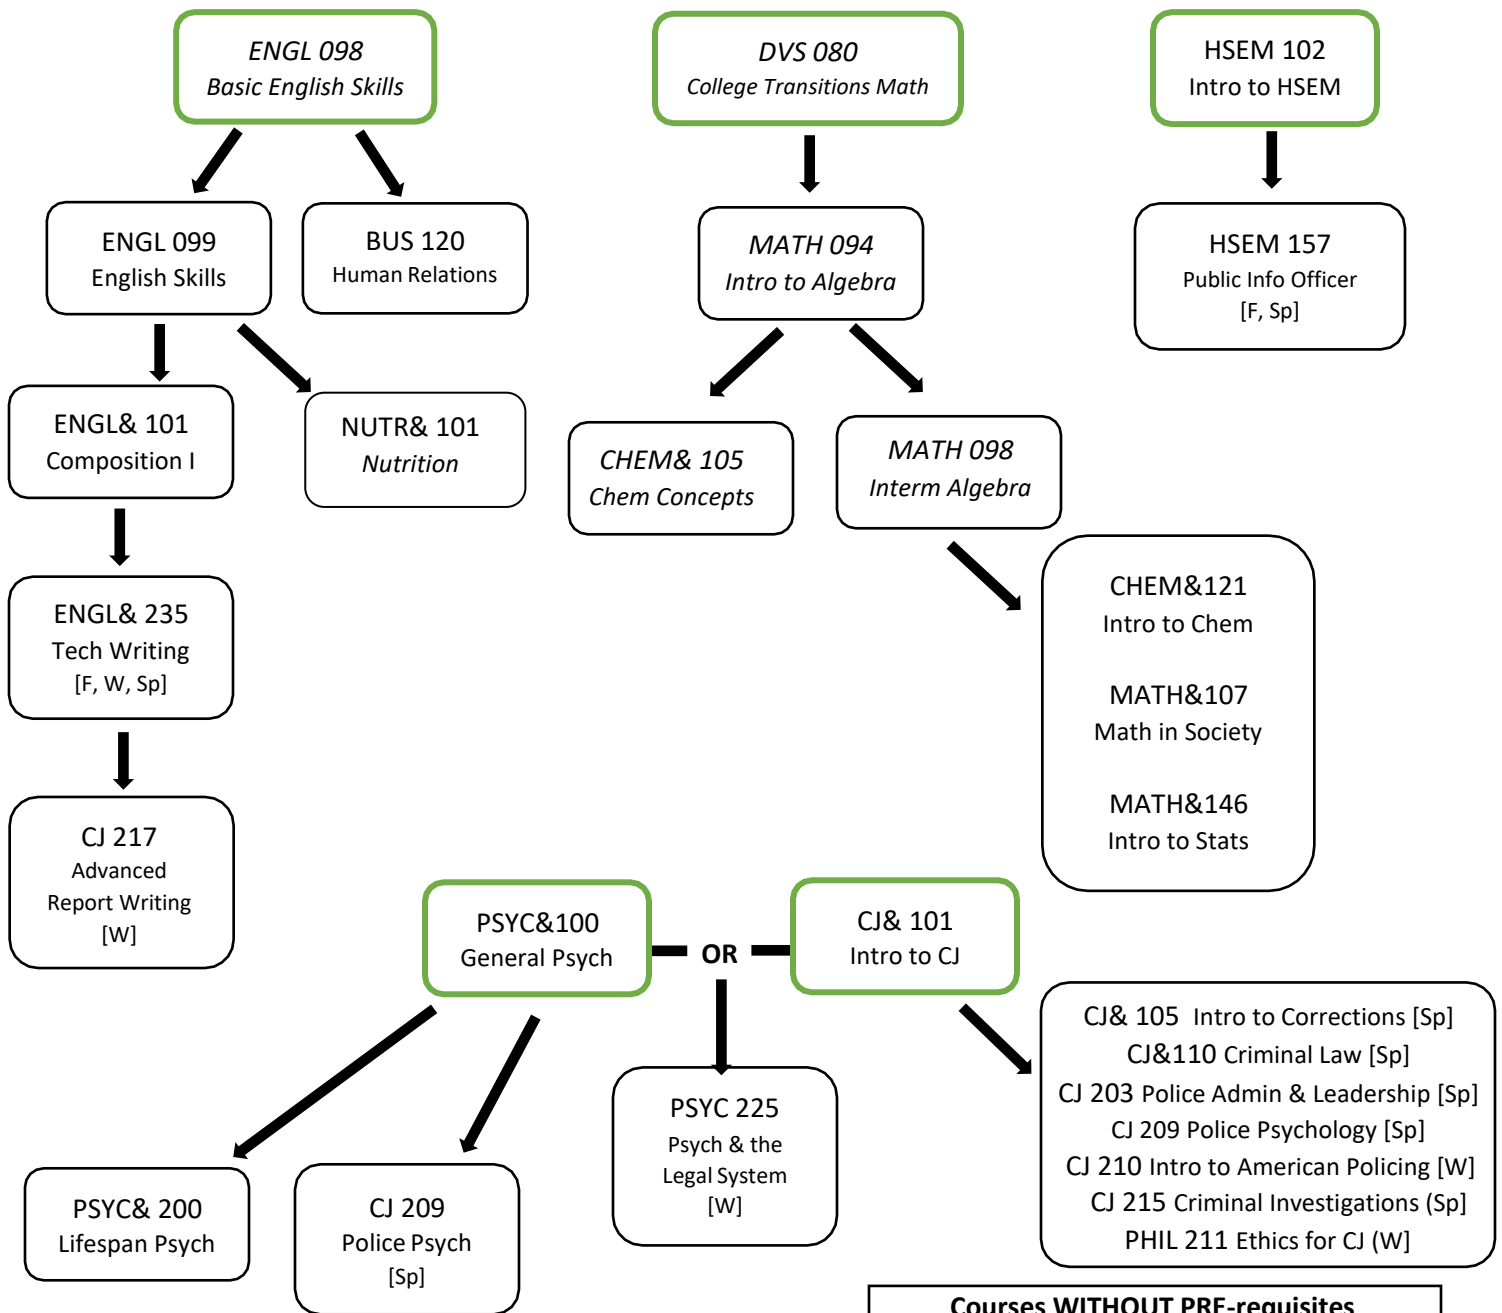 ENGL 098
Basic English Skills
DVS 080
College Transitions Math
HSEM 102
Intro to HSEM
ENGL 099
English Skills
BUS 120
Human Relations
MATH 094
Intro to Algebra
HSEM 157
Public Info Officer
[F, Sp]
ENGL& 101
Composition I
NUTR& 101
Nutrition
CHEM& 105
Chem Concepts
MATH 098
Interm Algebra
ENGL& 235
Tech Writing
[F, W, Sp]
CHEM&121
Intro to Chem
MATH&107
Math in Society
MATH&146
Intro to Stats
CJ 217
Advanced
Report Writing
[W]
PSYC&100
General Psych
OR
CJ& 101
Intro to CJ
PSYC& 200
Lifespan Psych
CJ 209
Police Psych
[Sp]
PSYC 225
Psych & the
Legal System
[W]
CJ& 105 Intro to Corrections [Sp]
CJ&110 Criminal Law [Sp]
CJ 203 Police Admin & Leadership [Sp]
CJ 209 Police Psychology [Sp]
CJ 210 Intro to American Policing [W]
CJ 215 Criminal Investigations (Sp]
PHIL 211 Ethics for CJ (W]
Courses WITHOUT PRE-requisites